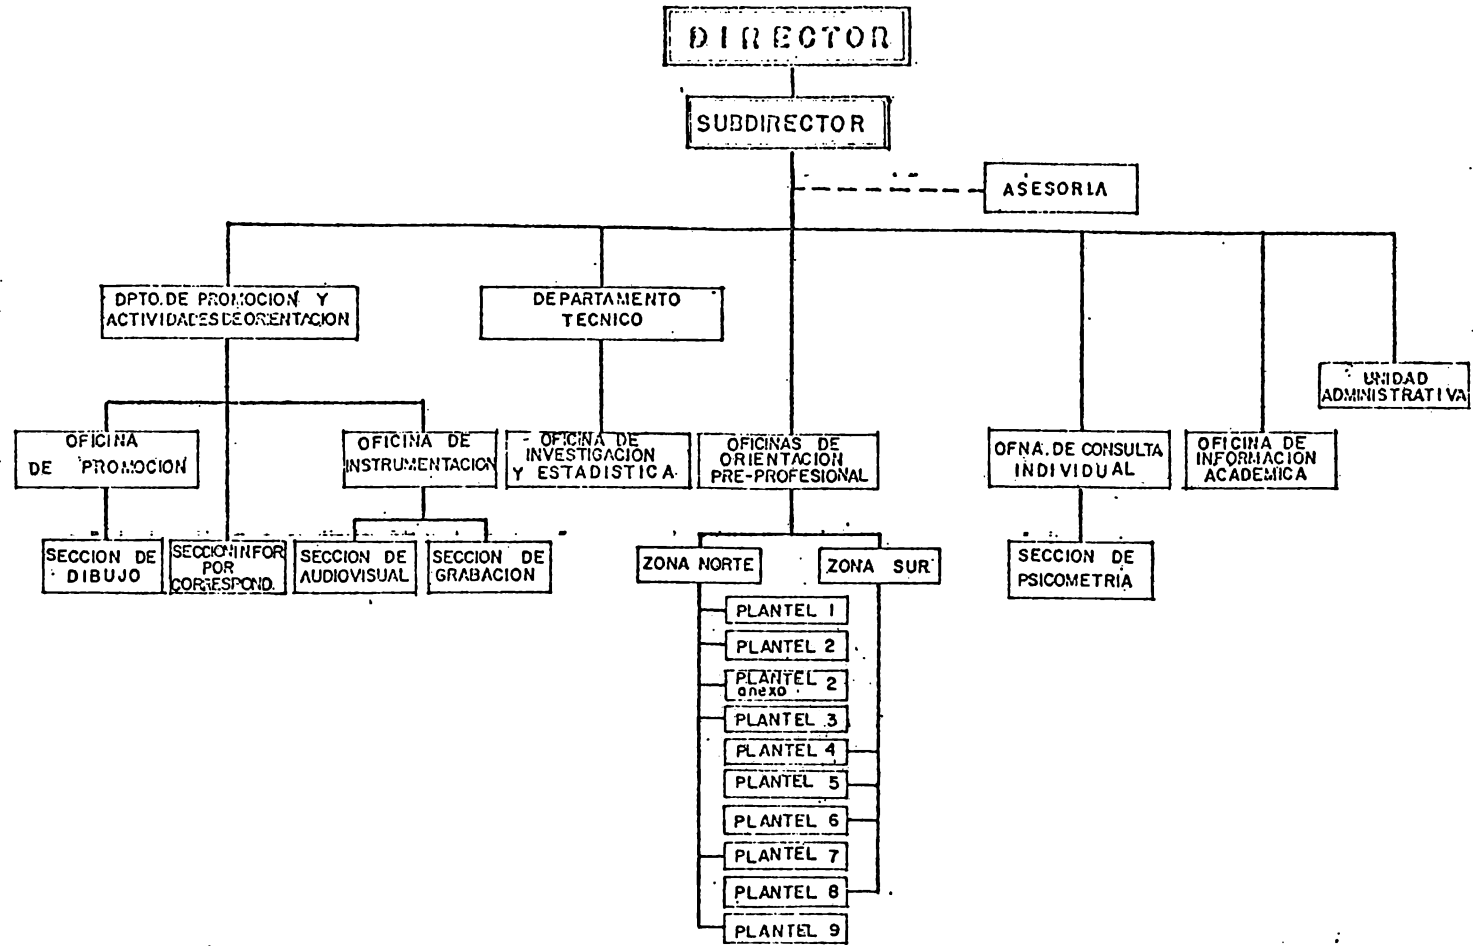 DIRECTOR
SUBDIRECTOR
ASESORIA
DPTO. DE PROMOCION Y
ACTIVIDADES DE ORIENTACION
DEPARTAMENTO
TECNICO
UNIDAD
ADMINISTRATIVA
OFICINA
DE PROMOCION
OFICINA DE
INSTRUMENTACION
OFICINA DE
INVESTIGACION
Y ESTADISTICA
OFICINAS DE
ORIENTACION
PRE-PROFESIONAL
OFNA. DE CONSULTA
INDIVIDUAL
OFICINA DE
INFORMACION
ACADEMICA
SECCION DE
DIBUJO
SECCION INFOR
POR
CORRESPOND.
SECCION DE
AUDIOVISUAL
SECCION DE
GRABACION
ZONA NORTE
ZONA SUR
SECCION DE
PSICOMETRIA
PLANTEL 1
PLANTEL 2
PLANTEL 2
anexo
PLANTEL 3
PLANTEL 4
PLANTEL 5
PLANTEL 6
PLANTEL 7
PLANTEL 8
PLANTEL 9